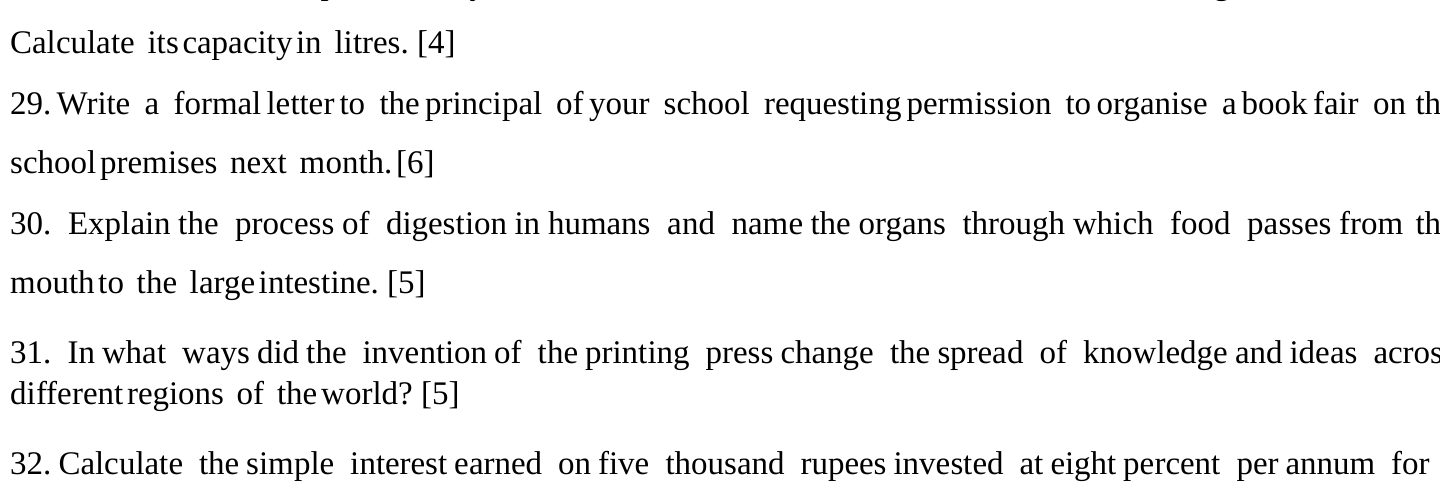 Calculate its capacity in litres. [4]
29. Write a formal letter to the principal of your school requesting permission to organise a book fair on th
school premises next month. [6]
30. Explain the process of digestion in humans and name the organs through which food passes from th
mouth to the large intestine. [5]
31. In what ways did the invention of the printing press change the spread of knowledge and ideas acros
different regions of the world? [5]
32. Calculate the simple interest earned on five thousand rupees invested at eight percent per annum for